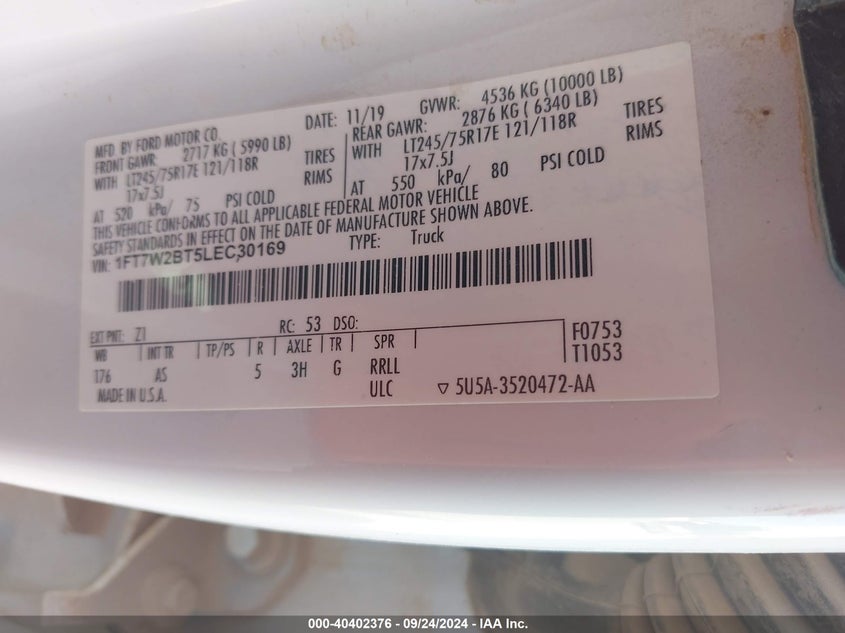 MFD. BY FORD MOTOR CO.
DATE: 11/19 GVWR: 4536 KG (10000 LB)
FRONT GAWR: 2717 KG ( 5990 LB) REAR GAWR: 2876 KG ( 6340 LB)
WITH LT245/75R17E 121/118R TIRES WITH LT245/75R17E 121/118R TIRES
17x7.5J RIMS 17x7.5J RIMS
AT 520 kPa/ 75 PSI COLD AT 550 kPa/ 80 PSI COLD
THIS VEHICLE CONFORMS TO ALL APPLICABLE FEDERAL MOTOR VEHICLE
SAFETY STANDARDS IN EFFECT ON THE DATE OF MANUFACTURE SHOWN ABOVE.
VIN: 1FT7W2BT5LEC30169 TYPE: Truck
EXT PNT: Z1 RC: 53 DSO:
WB INT TR TP/PS R AXLE TR SPR F0753
176 AS 5 3H G RRLL T1053
MADE IN U.S.A. ULC ▽ 5U5A-3520472-AA
000-40402376 - 09/24/2024 - IAA Inc.